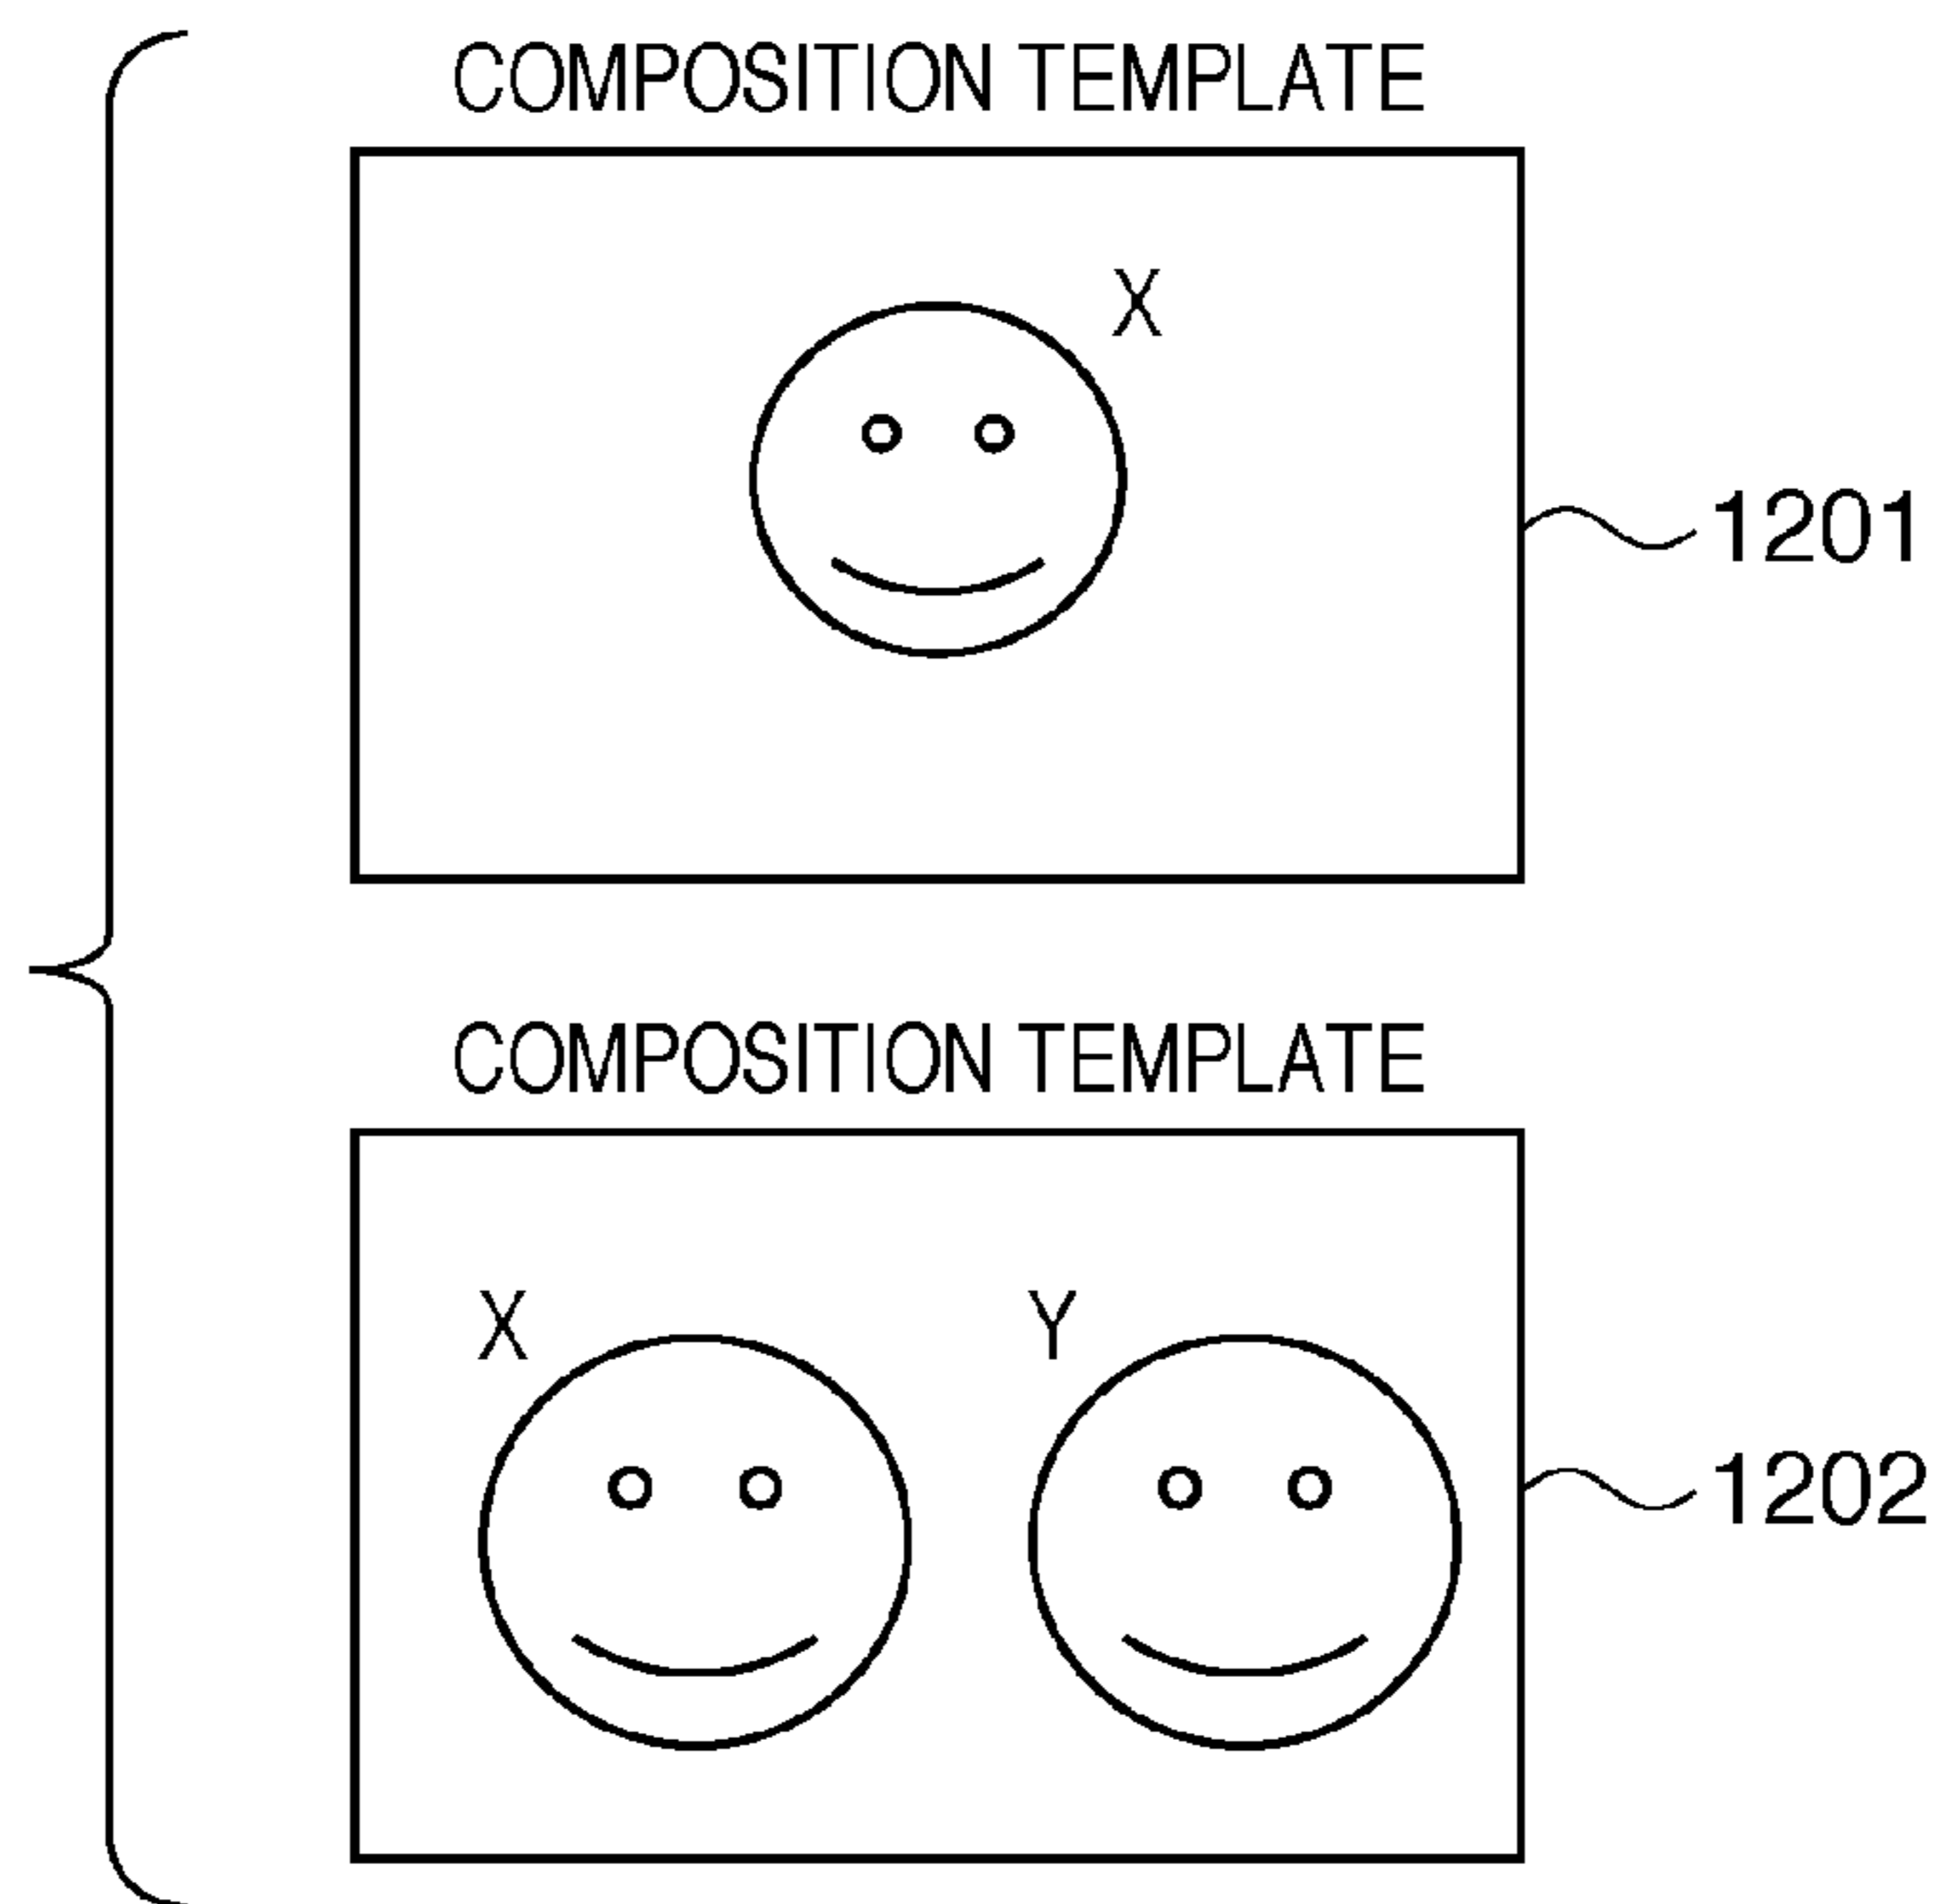 COMPOSITION TEMPLATE
X
1201
COMPOSITION TEMPLATE
X Y
1202